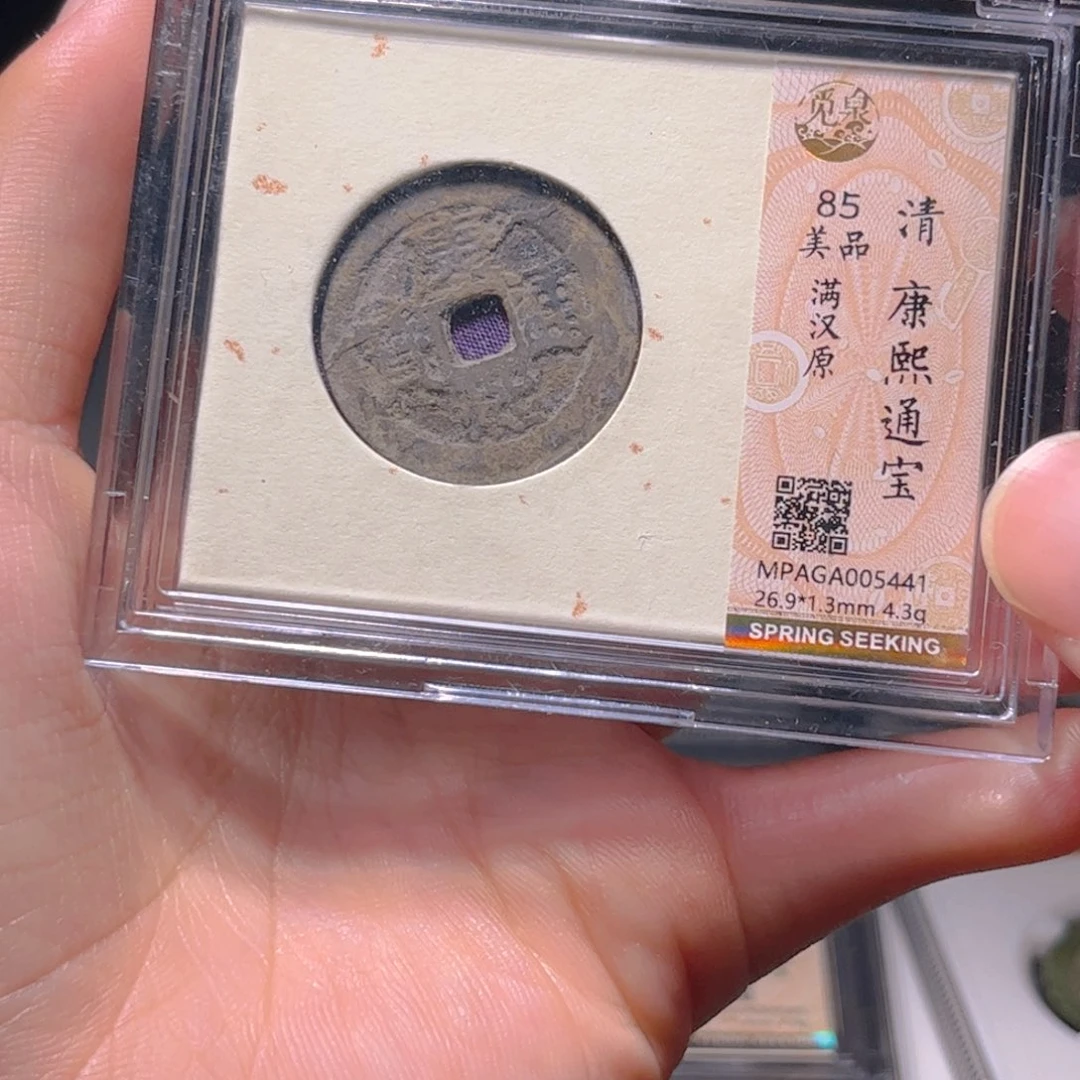 觅泉
85
美品
满汉原
清 康熙通宝
MPAGA005441
26.9*1.3mm 4.3g
SPRING SEEKING